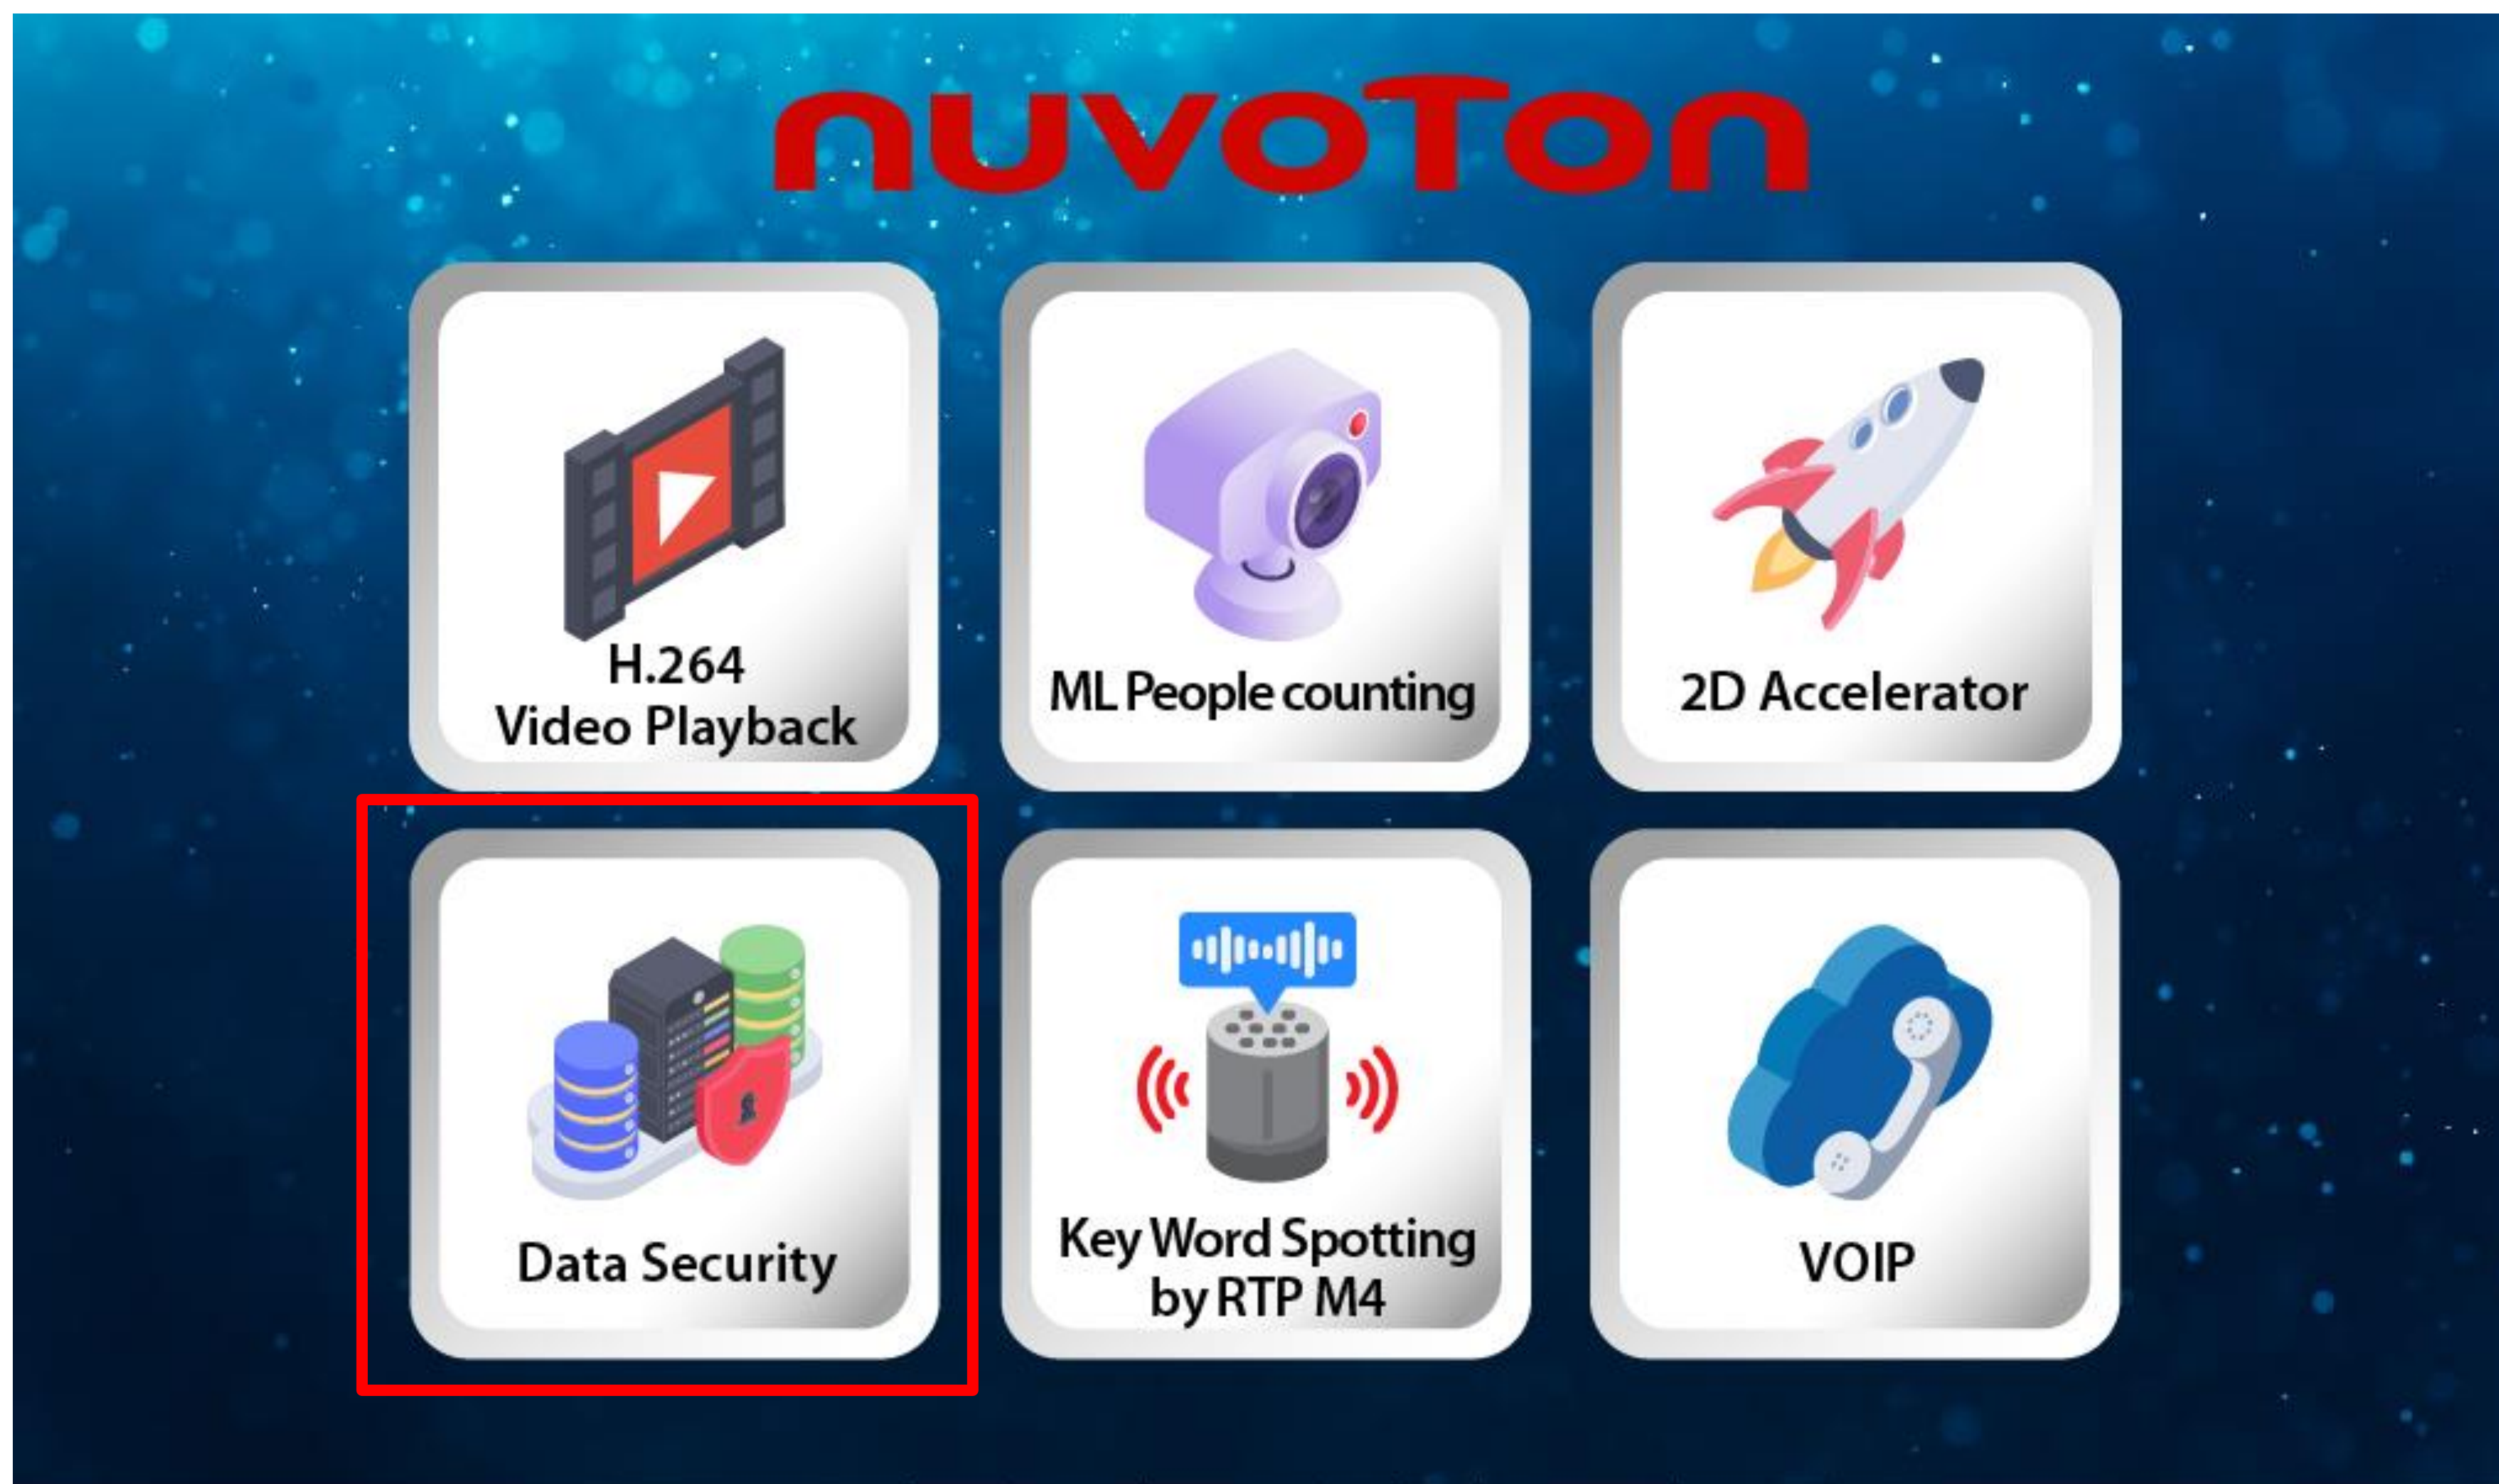 nuvoTon
H.264
Video Playback
ML People counting
2D Accelerator
Data Security
Key Word Spotting
by RTP M4
VOIP